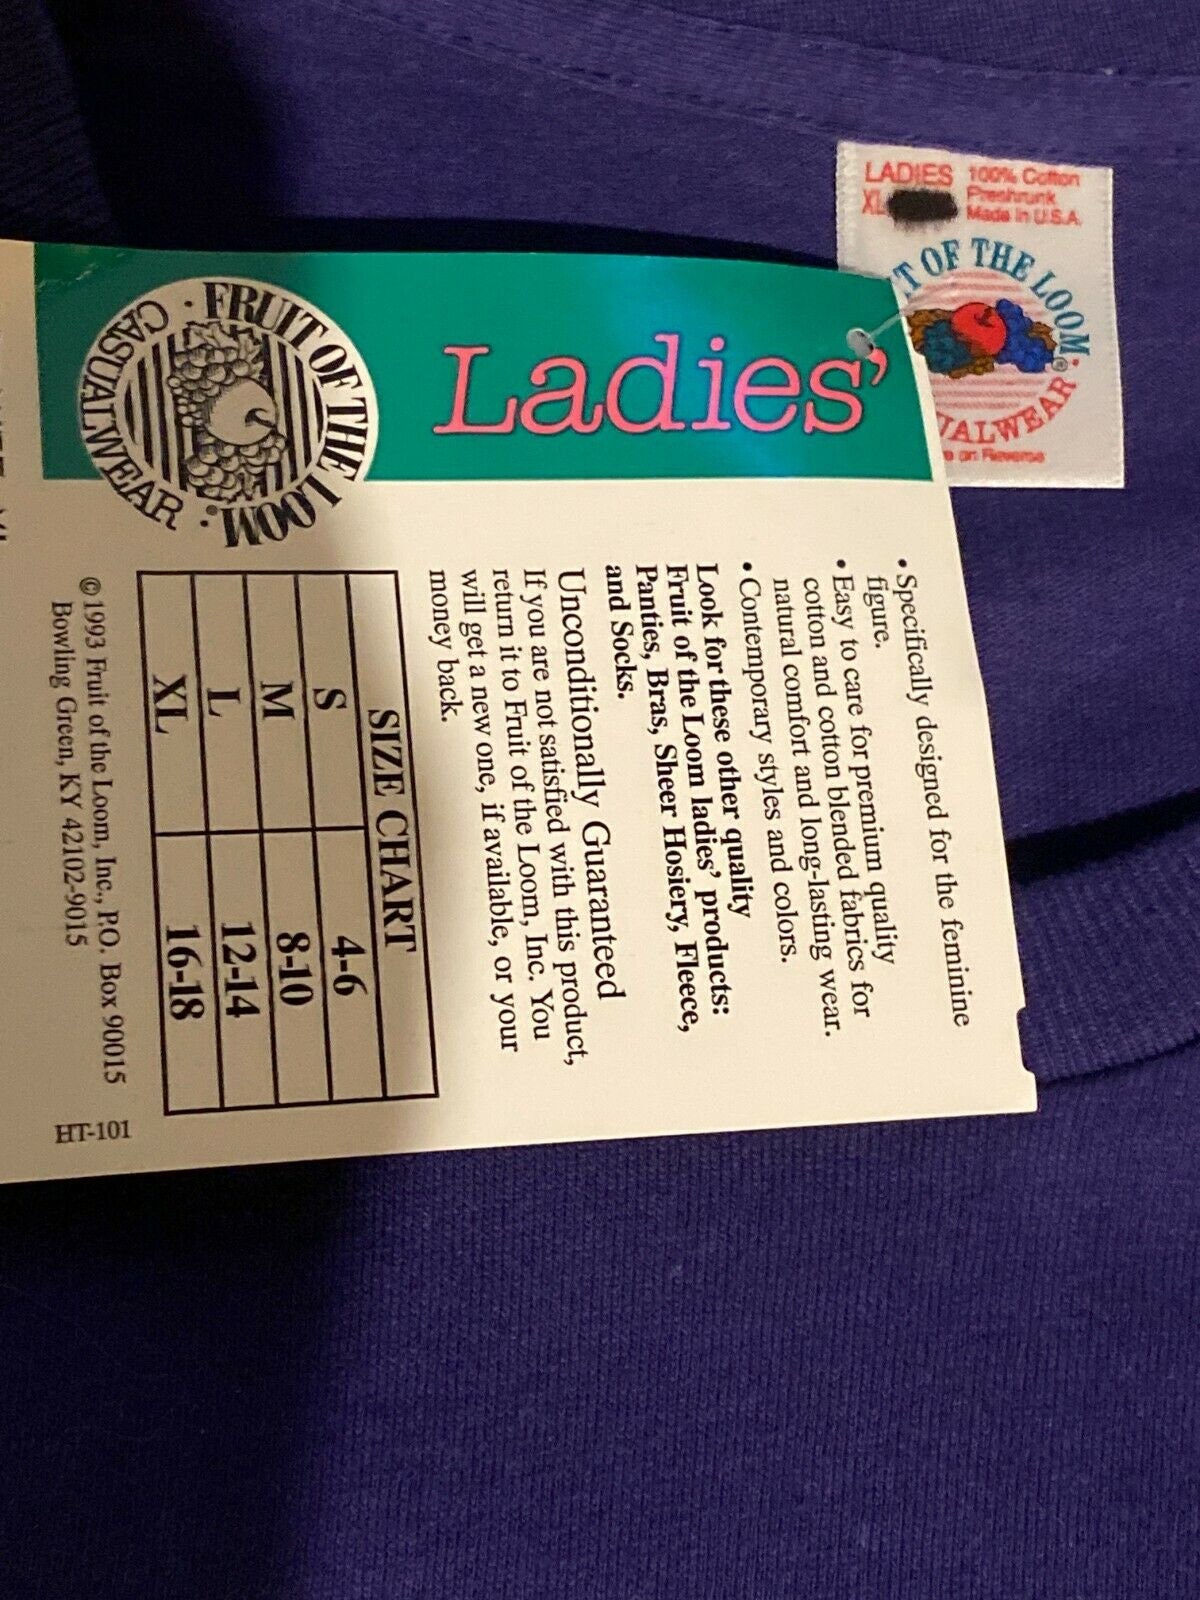 LADIES 100% Cotton
XL Preshrunk
Made in U.S.A.
OF THE LOOM
on Reverse
Ladies'
FRUIT OF THE LOOM
CASUALWEAR
• Specifically designed for the feminine
figure.
• Easy to care for premium quality
cotton and cotton blended fabrics for
natural comfort and long-lasting wear.
• Contemporary styles and colors.
Look for these other quality
Fruit of the Loom ladies' products:
Panties, Bras, Sheer Hosiery, Fleece,
and Socks.
Unconditionally Guaranteed
If you are not satisfied with this product,
return it to Fruit of the Loom, Inc. You
will get a new one, if available, or your
money back.
SIZE CHART
S 4-6
M 8-10
L 12-14
XL 16-18
© 1993 Fruit of the Loom, Inc., P.O. Box 90015
Bowling Green, KY 42102-9015
HT-101